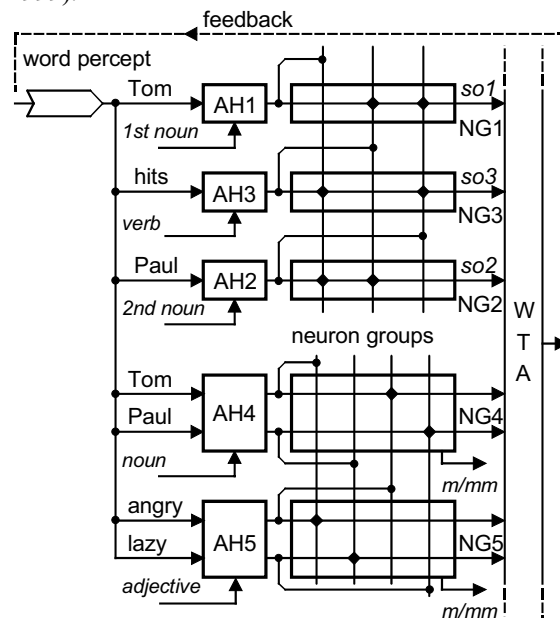 feedback
word percept
Tom
AH1
so1
1st noun
NG1
hits
AH3
so3
verb
NG3
Paul
AH2
so2
2nd noun
NG2
W
T
A
neuron groups
Tom
Paul
AH4
NG4
noun
m/mm
angry
lazy
AH5
NG5
adjective
m/mm